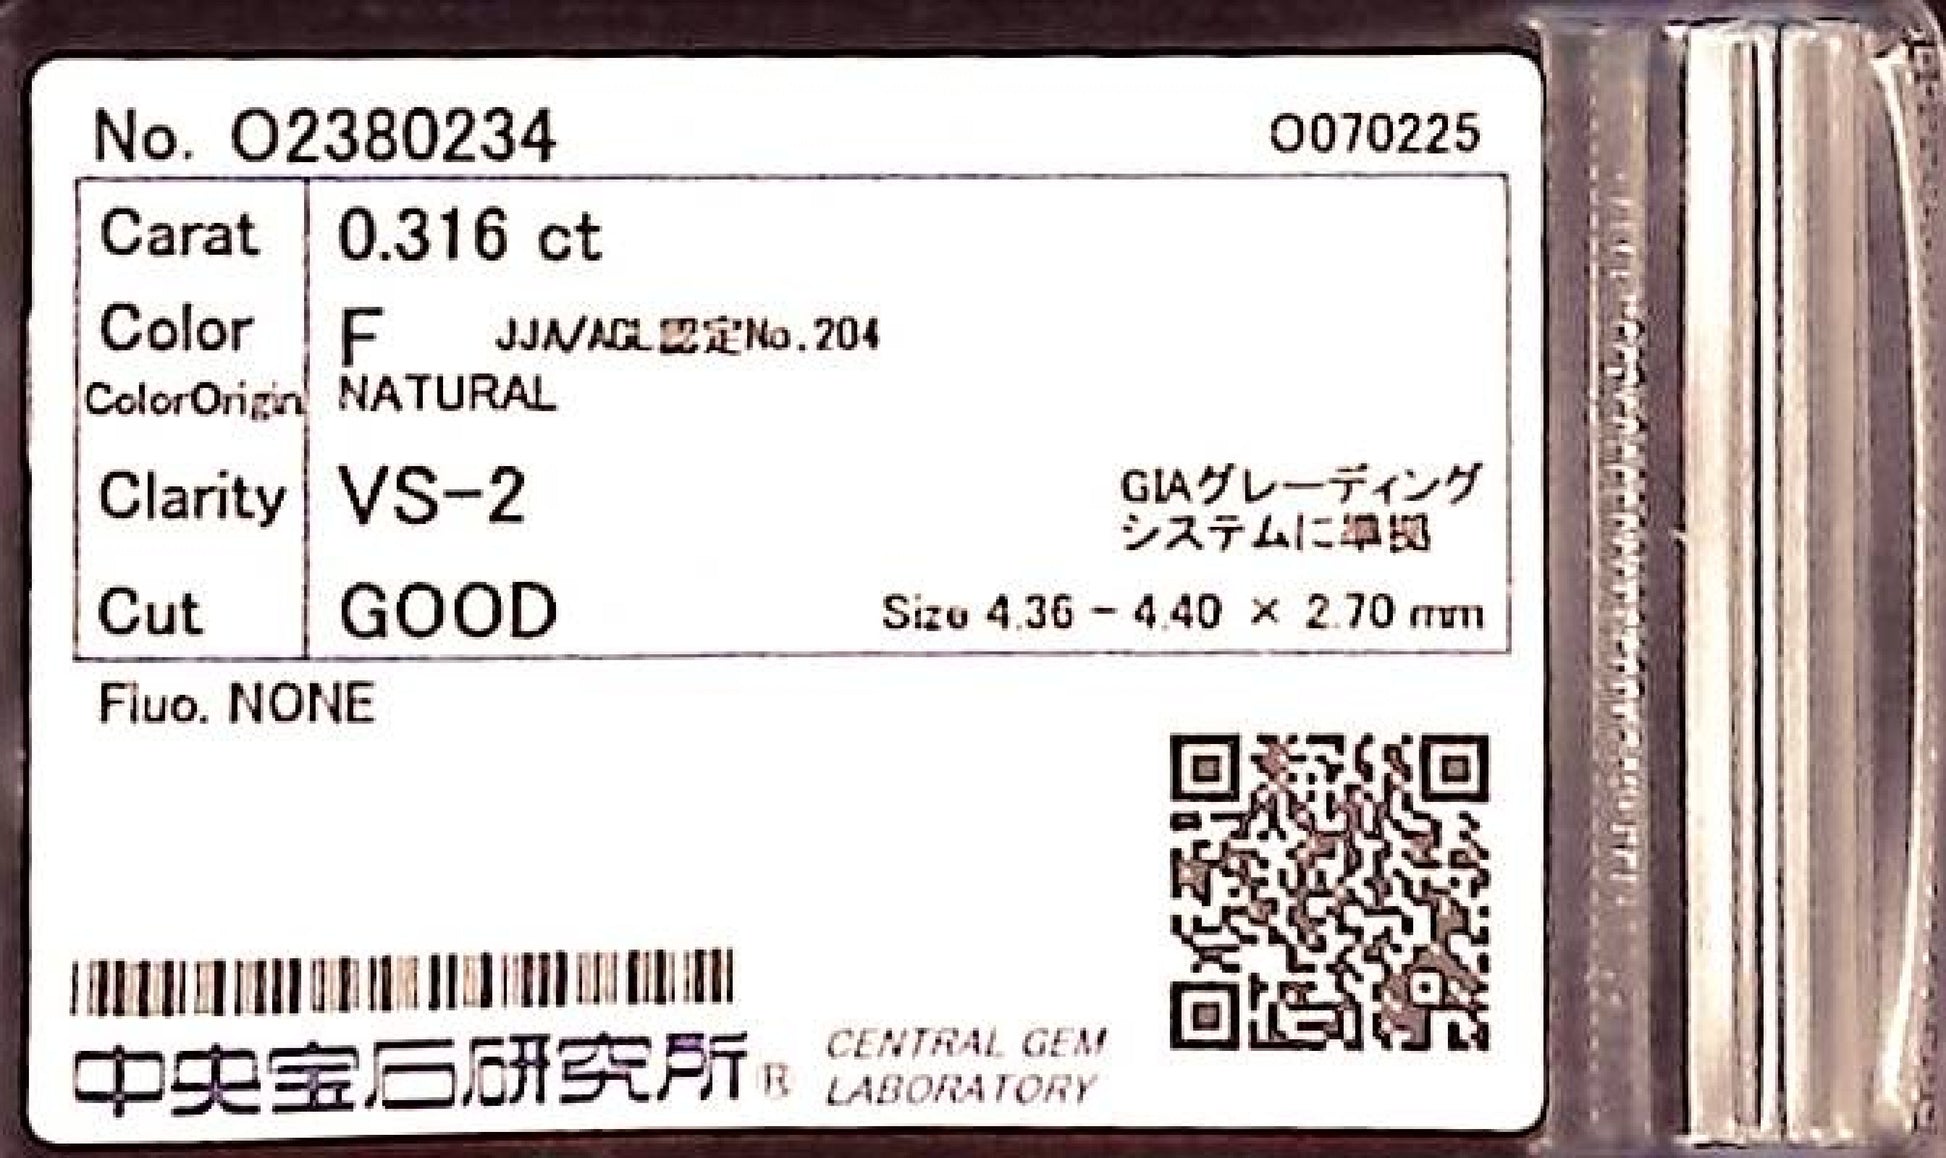 No. O2380234
O070225
Carat 0.316 ct
Color F JJA/AGL認定No.204
ColorOrigin NATURAL
Clarity VS-2
GIAグレーディング
システムに準拠
Cut GOOD
Size 4.36 - 4.40 × 2.70 mm
Fluo. NONE
中央宝石研究所® CENTRAL GEM
LABORATORY